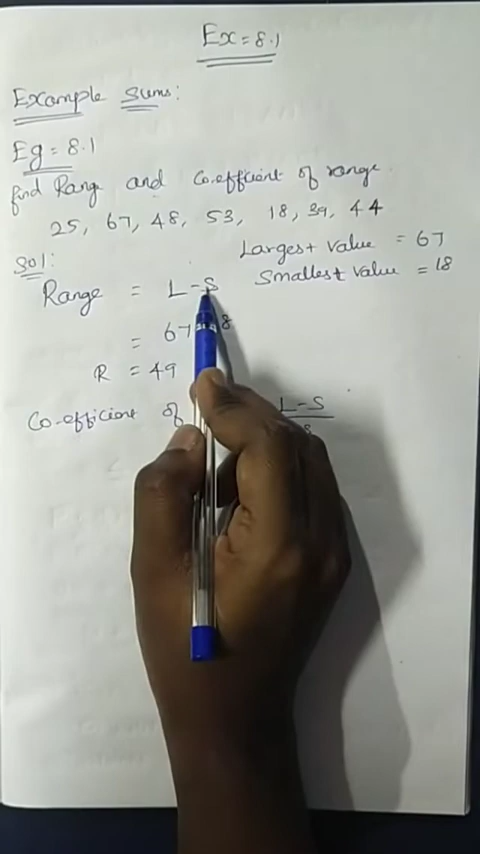 Ex = 8.1
Example Sums:
Eg = 8.1
find Range and Co.efficient of range.
25, 67, 48, 53, 18, 39, 44
Sol:
Largest value = 67
Smallest value = 18
Range = L - S
= 67 8
R = 49
Co-efficient of L - S
S